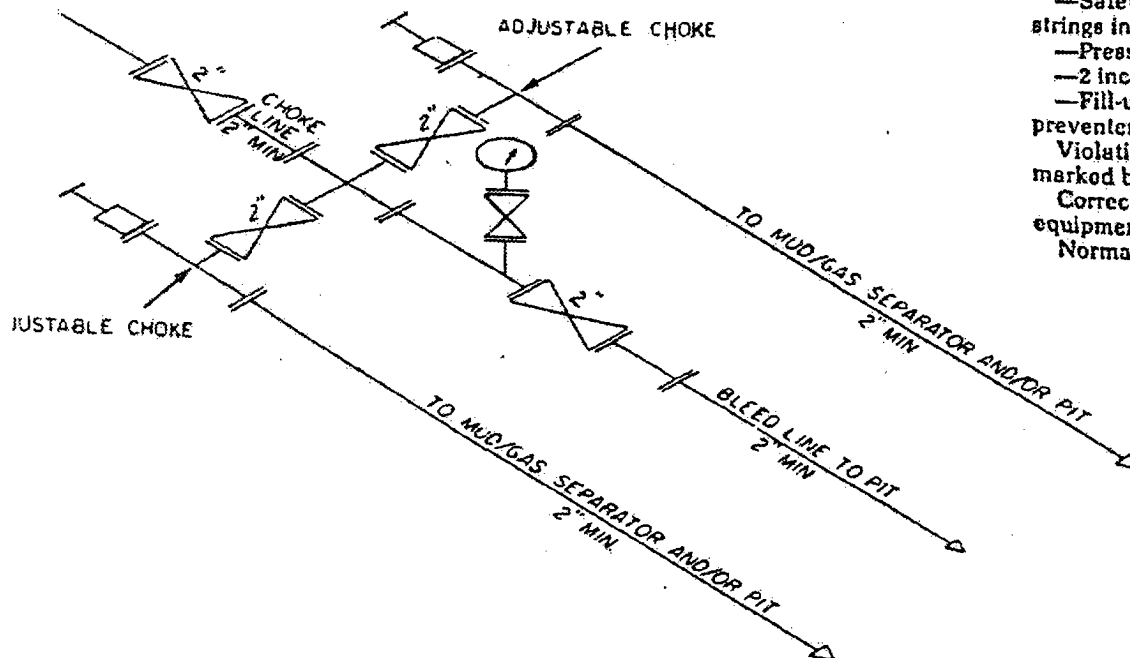 ADJUSTABLE CHOKE
2"
CHOKE
LINE
2" MIN
2"
2"
JUSTABLE CHOKE
2"
TO MUD/GAS SEPARATOR AND/OR PIT
2" MIN
BLEED LINE TO PIT
2" MIN
TO MUD/GAS SEPARATOR AND/OR PIT
2" MIN.
strings in
—Press
—2 inc
—Fill-u
preventer
Violati
marked b
Correc
equipmen
Norma